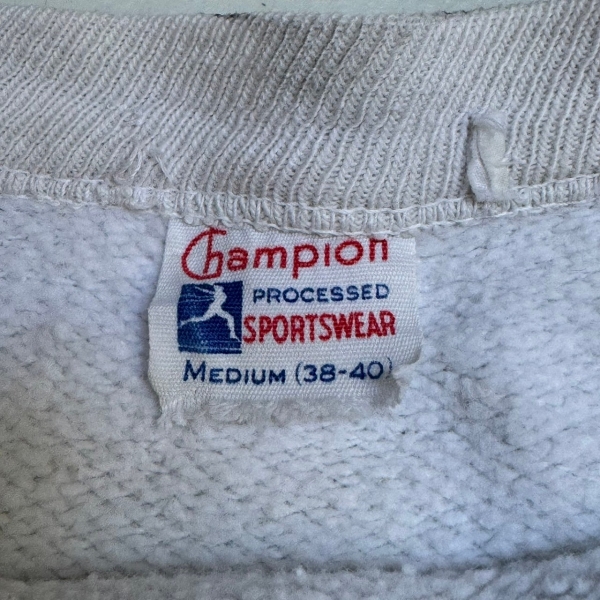 Champion
PROCESSED
SPORTSWEAR
MEDIUM (38-40)